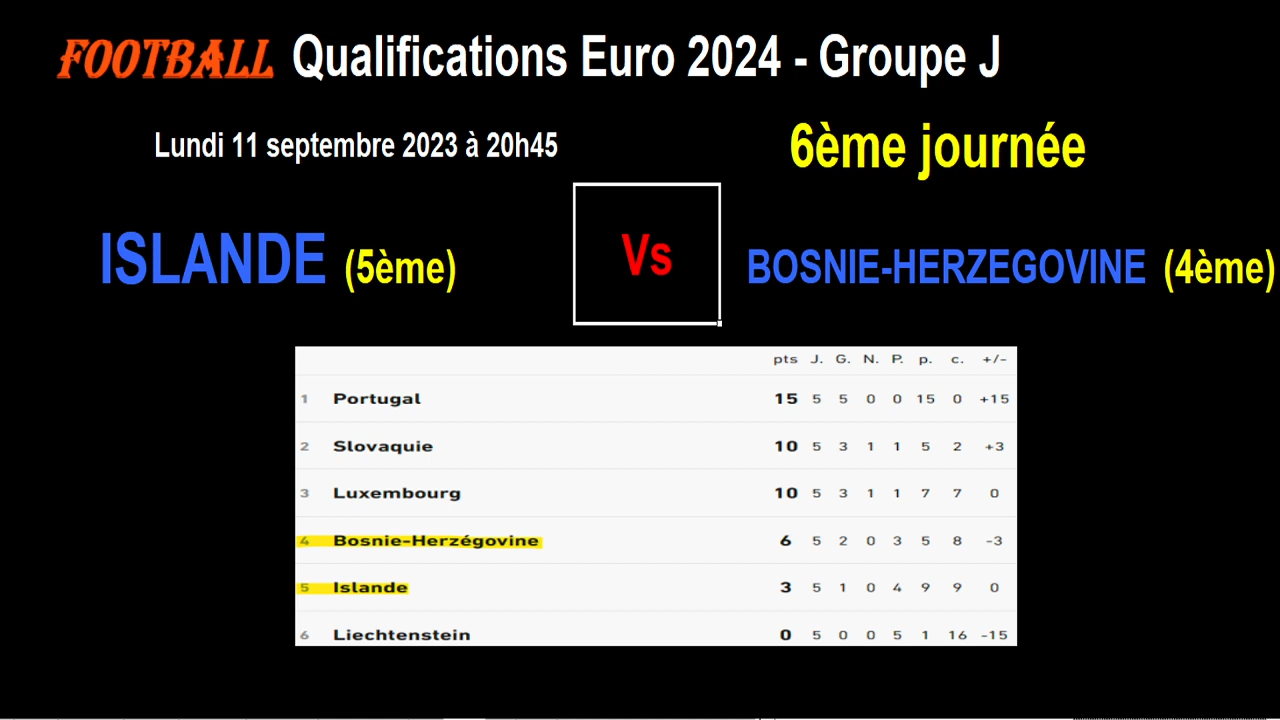 FOOTBALL Qualifications Euro 2024 - Groupe J
Lundi 11 septembre 2023 à 20h45
6ème journée
ISLANDE (5ème)
Vs
BOSNIE-HERZEGOVINE (4ème)
pts J. G. N. P. p. c. +/-
1 Portugal 15 5 5 0 0 15 0 +15
2 Slovaquie 10 5 3 1 1 5 2 +3
3 Luxembourg 10 5 3 1 1 7 7 0
4 Bosnie-Herzégovine 6 5 2 0 3 5 8 -3
5 Islande 3 5 1 0 4 9 9 0
6 Liechtenstein 0 5 0 0 5 1 16 -15